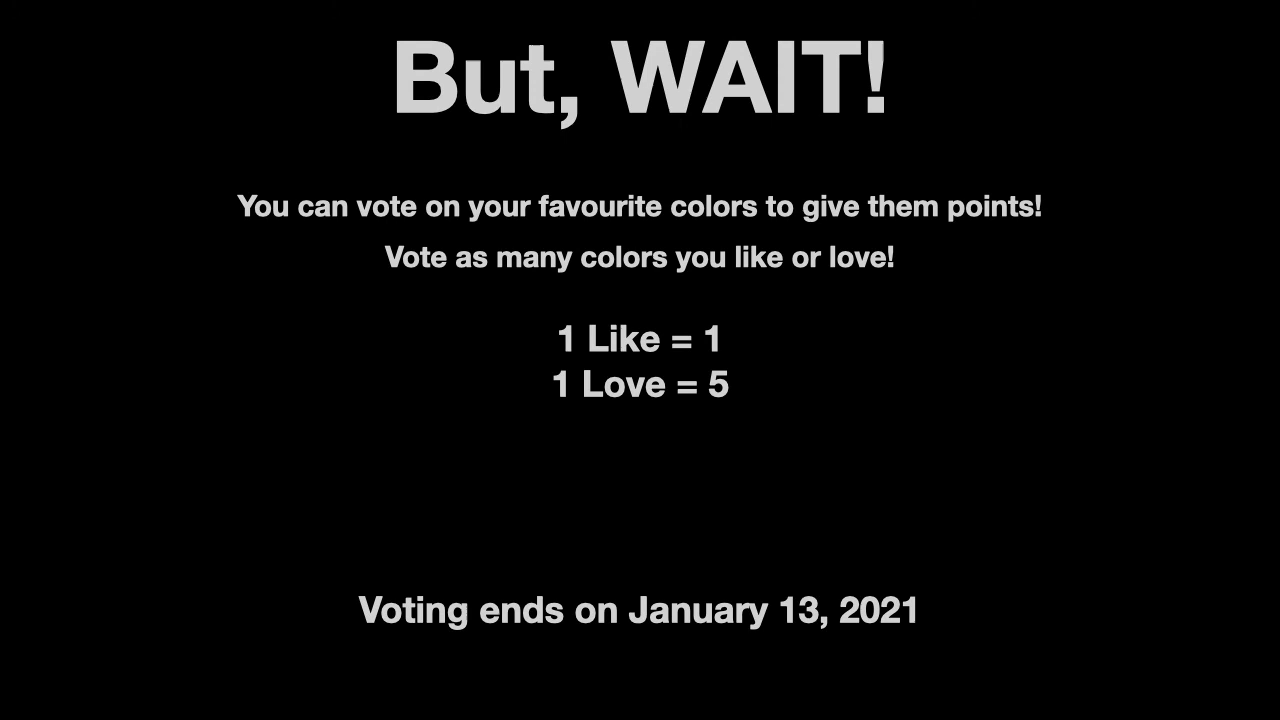 But, WAIT!
You can vote on your favourite colors to give them points!
Vote as many colors you like or love!
1 Like = 1
1 Love = 5
Voting ends on January 13, 2021